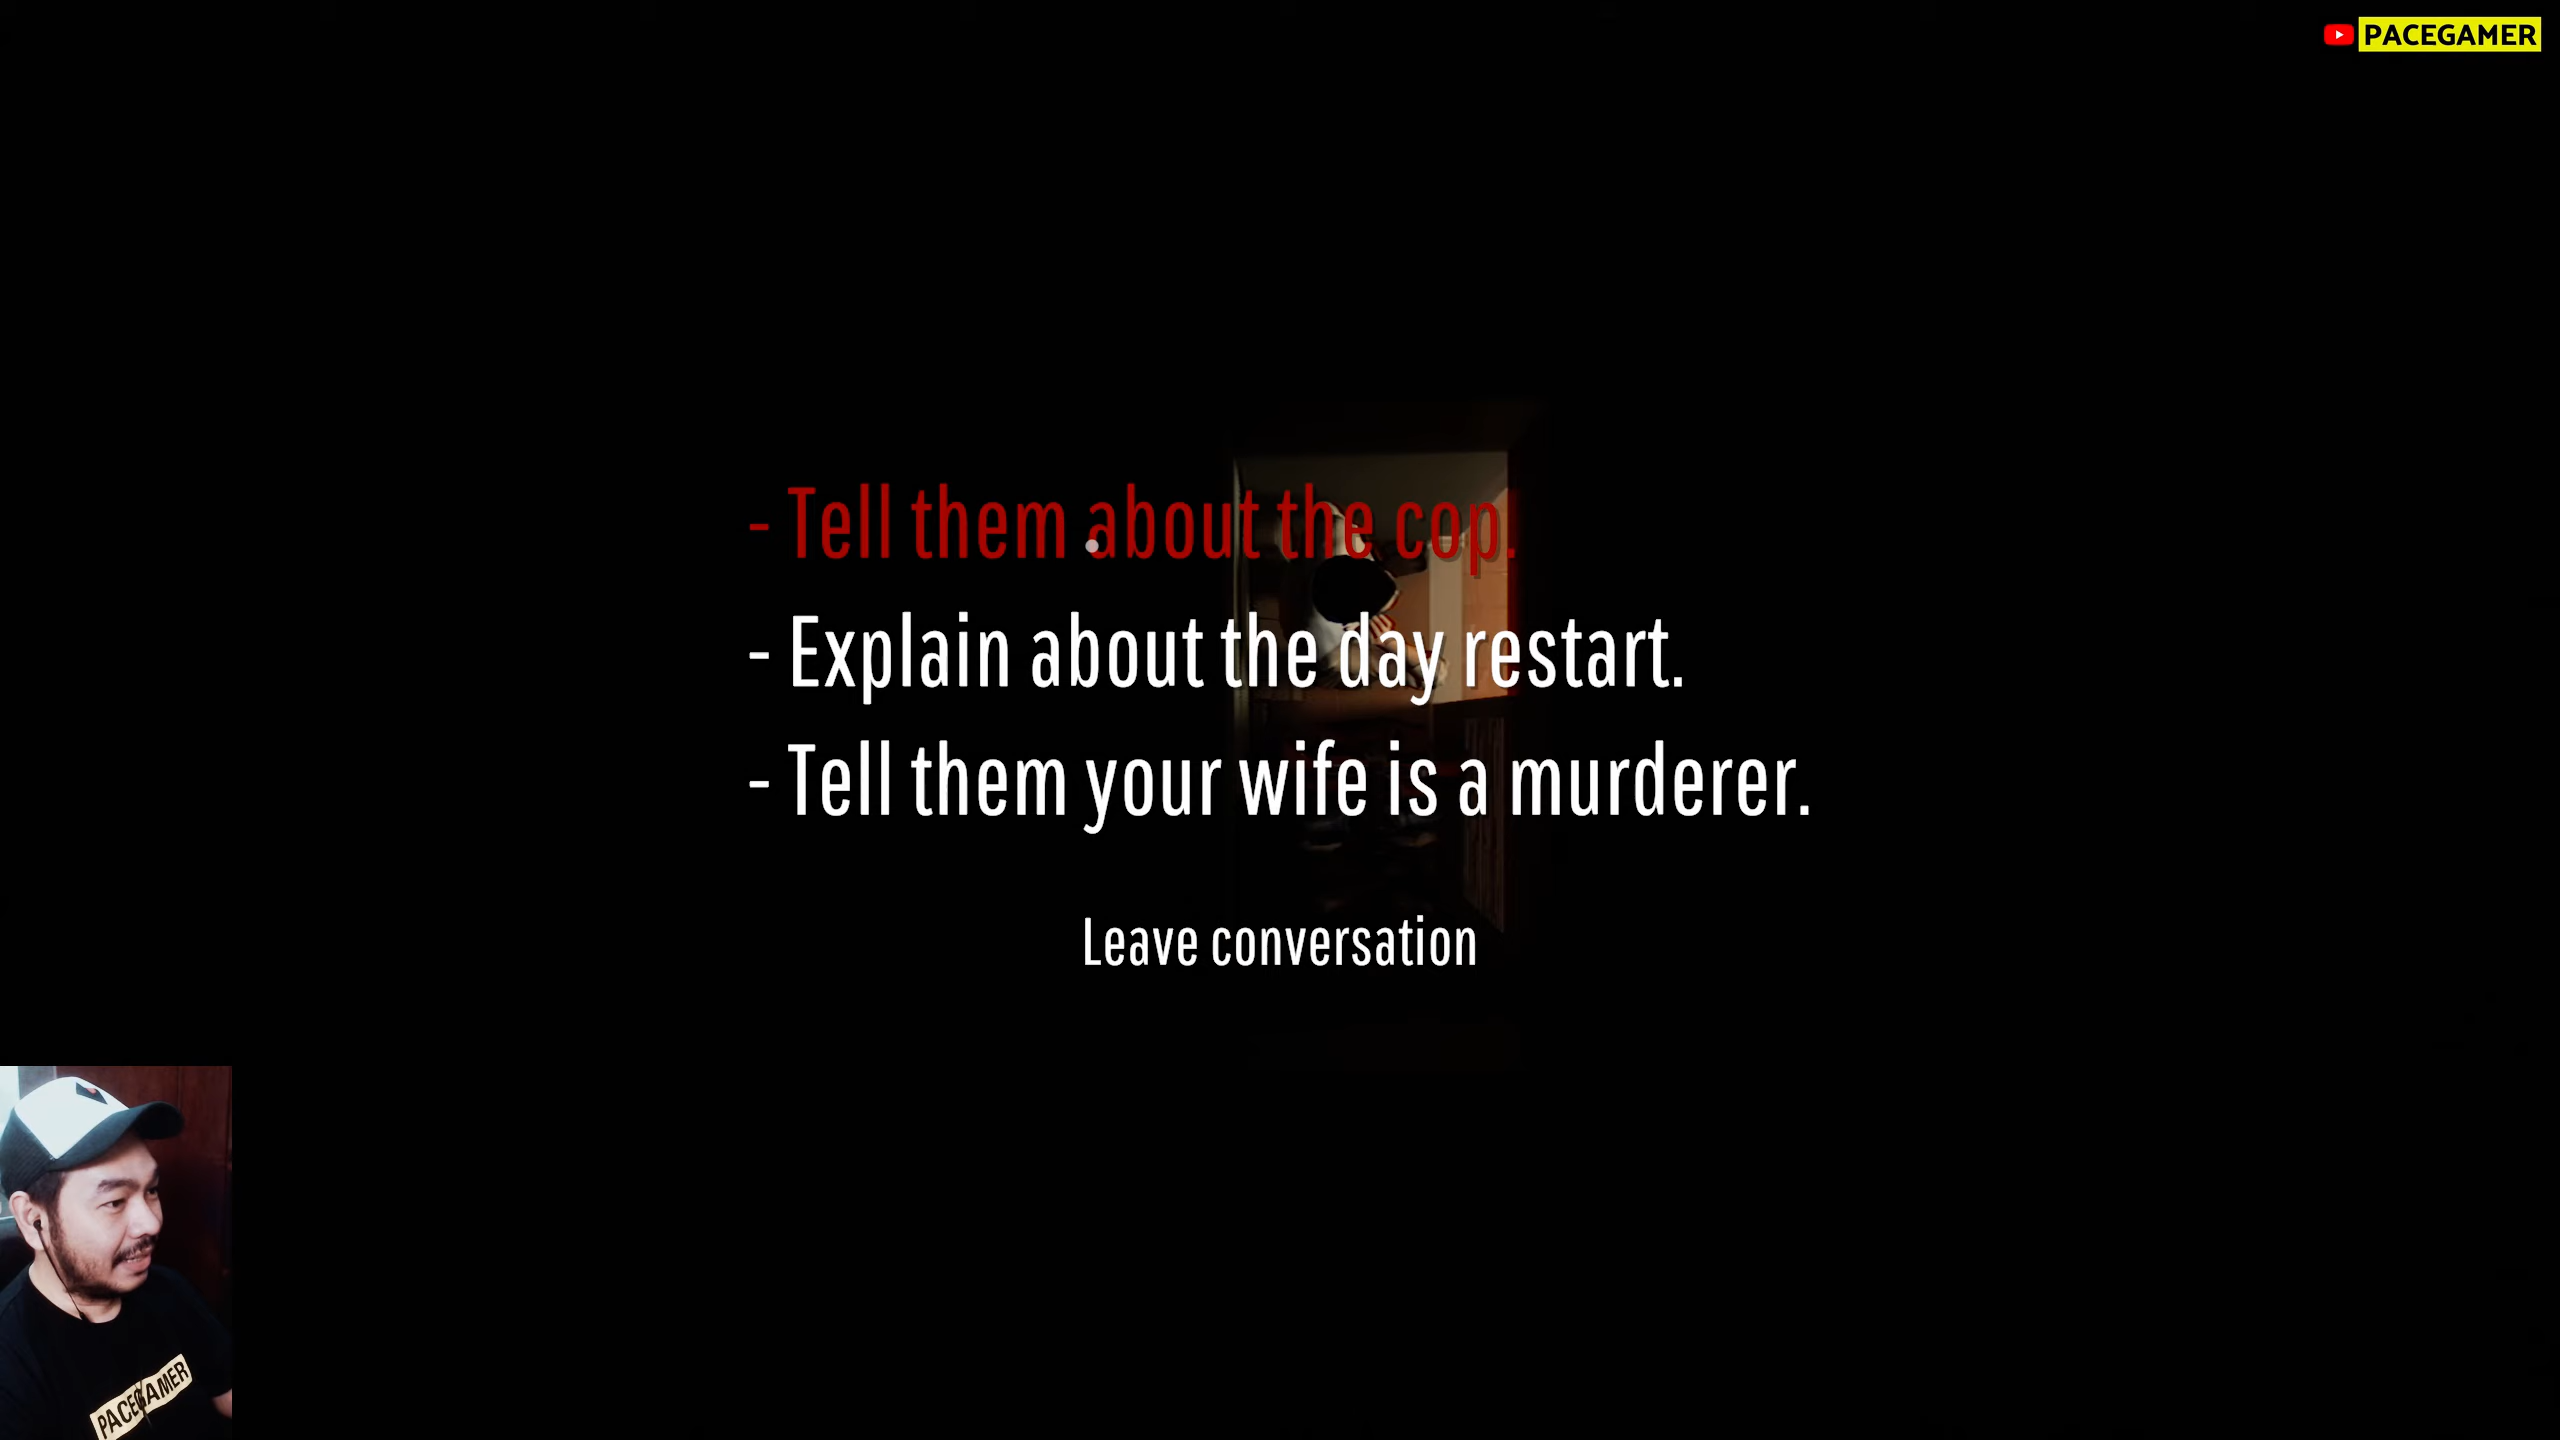 PACEGAMER
- Tell them about the cop.
- Explain about the day restart.
- Tell them your wife is a murderer.
Leave conversation
PACEGAMER